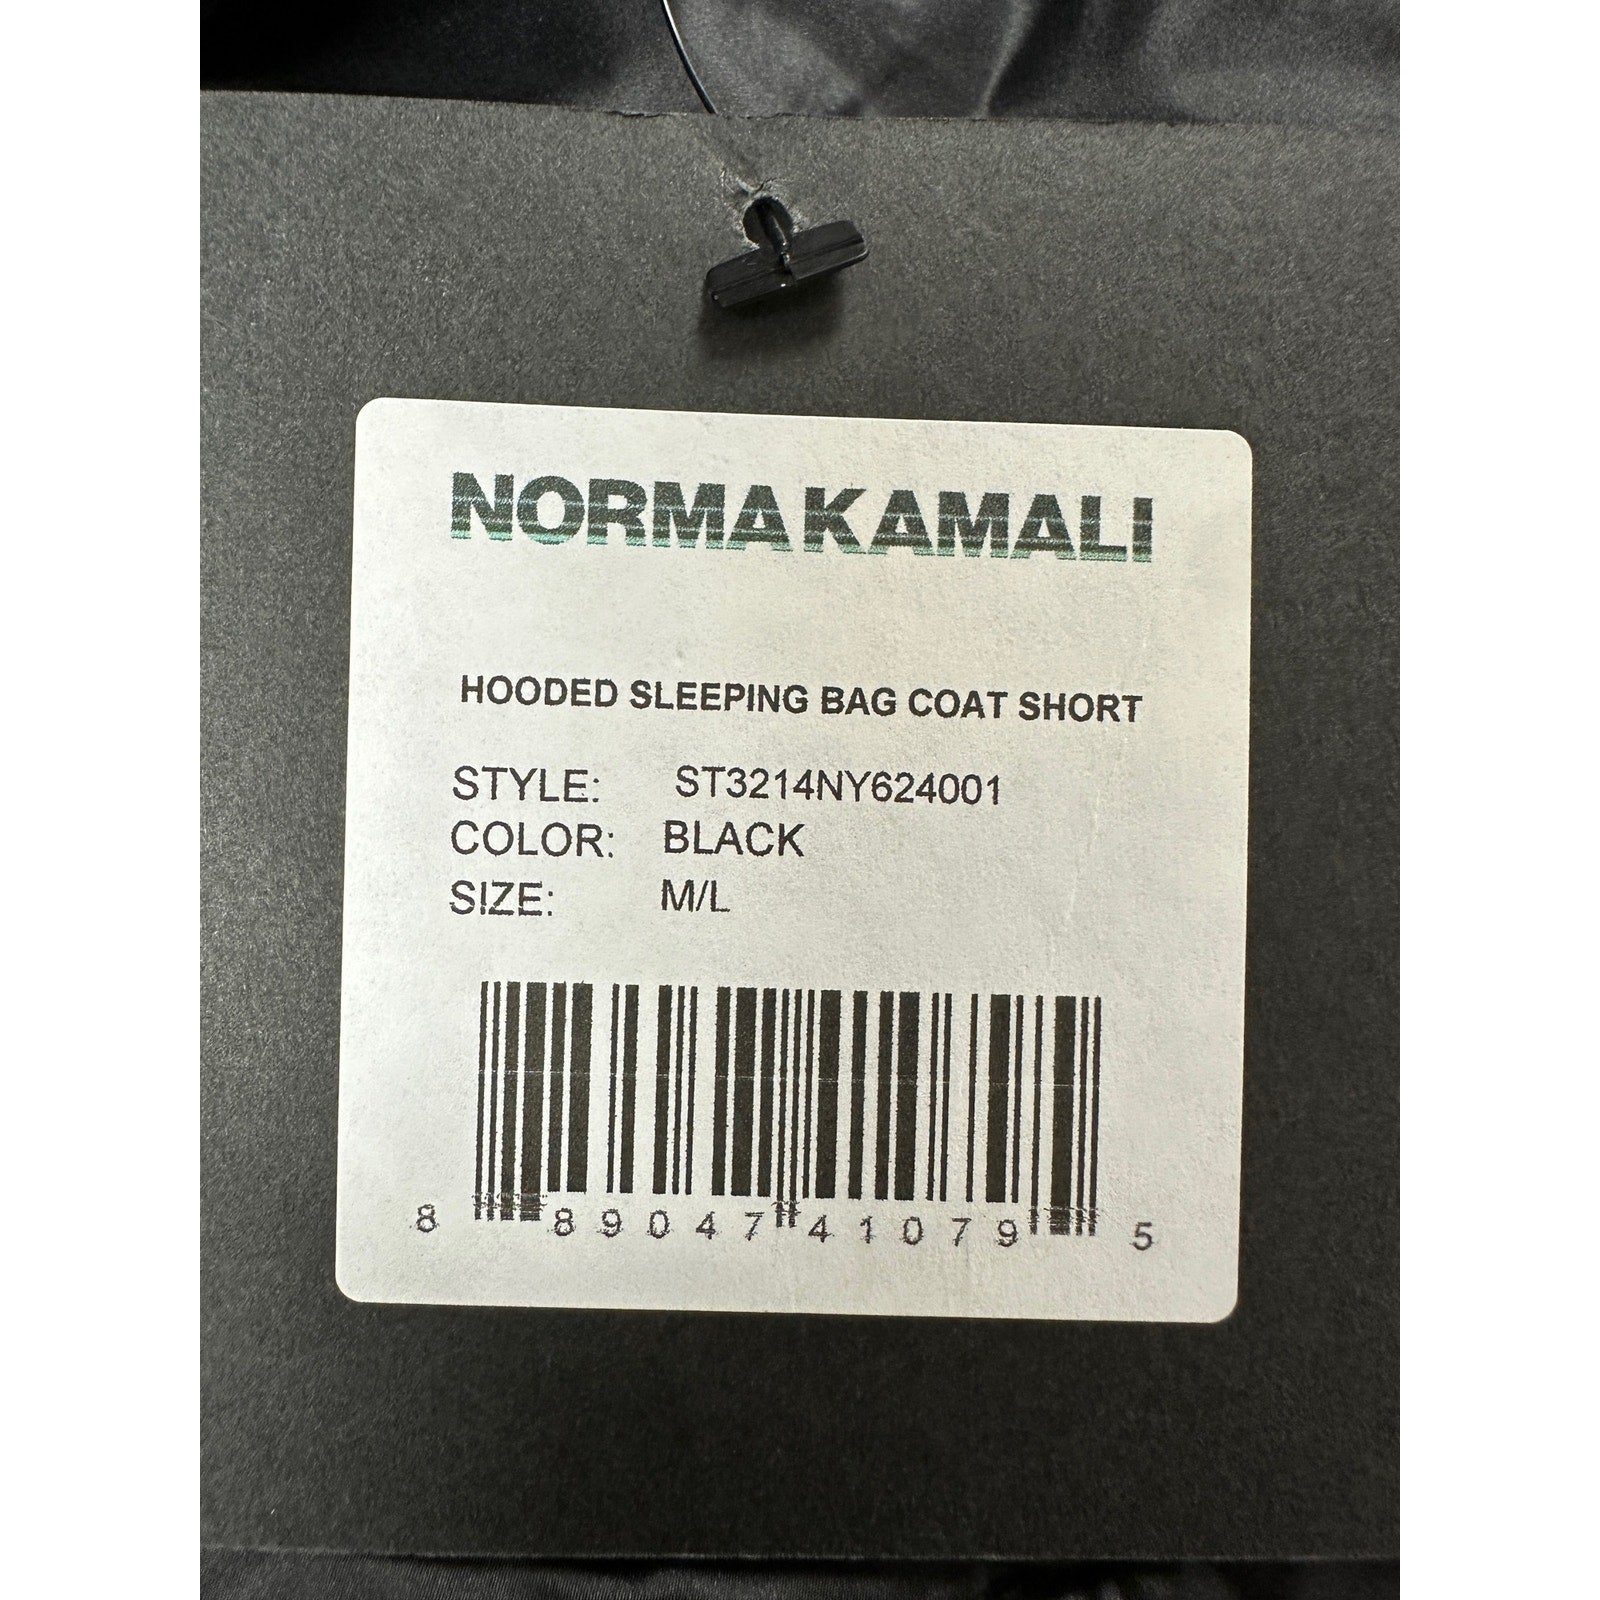 NORMA KAMALI
HOODED SLEEPING BAG COAT SHORT
STYLE: ST3214NY624001
COLOR: BLACK
SIZE: M/L
8 89047 41079 5